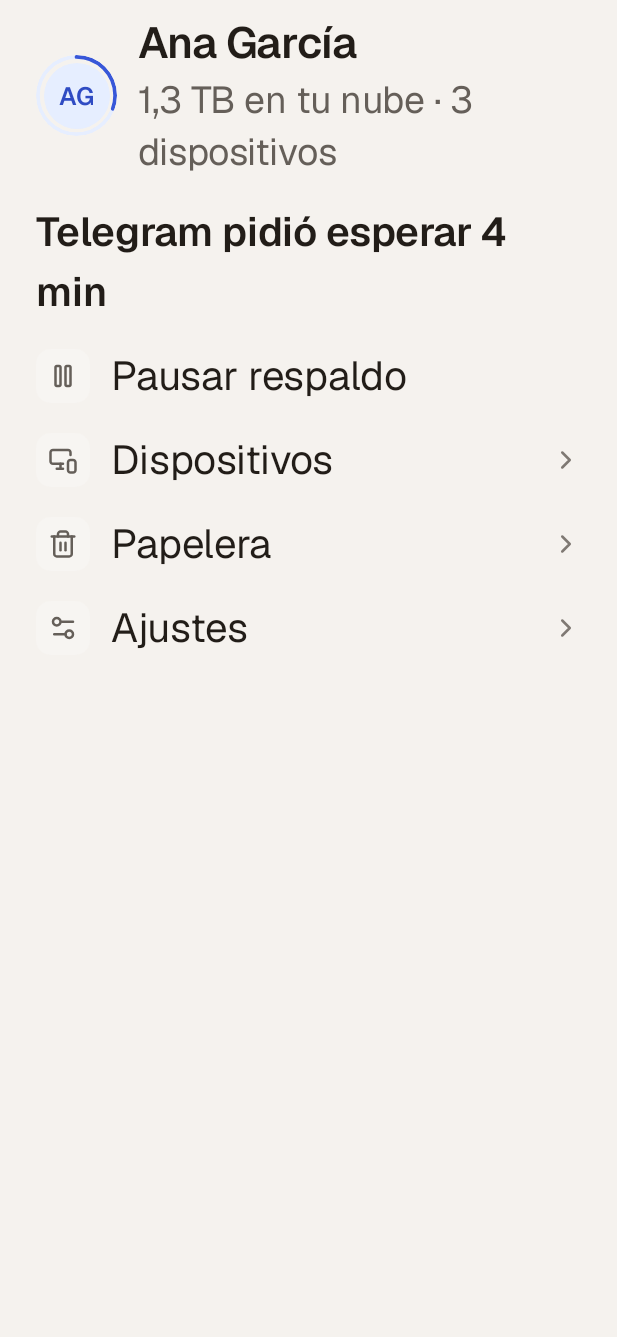 Ana García
AG
1,3 TB en tu nube · 3
dispositivos
Telegram pidió esperar 4
min
Pausar respaldo
Dispositivos
Papelera
Ajustes